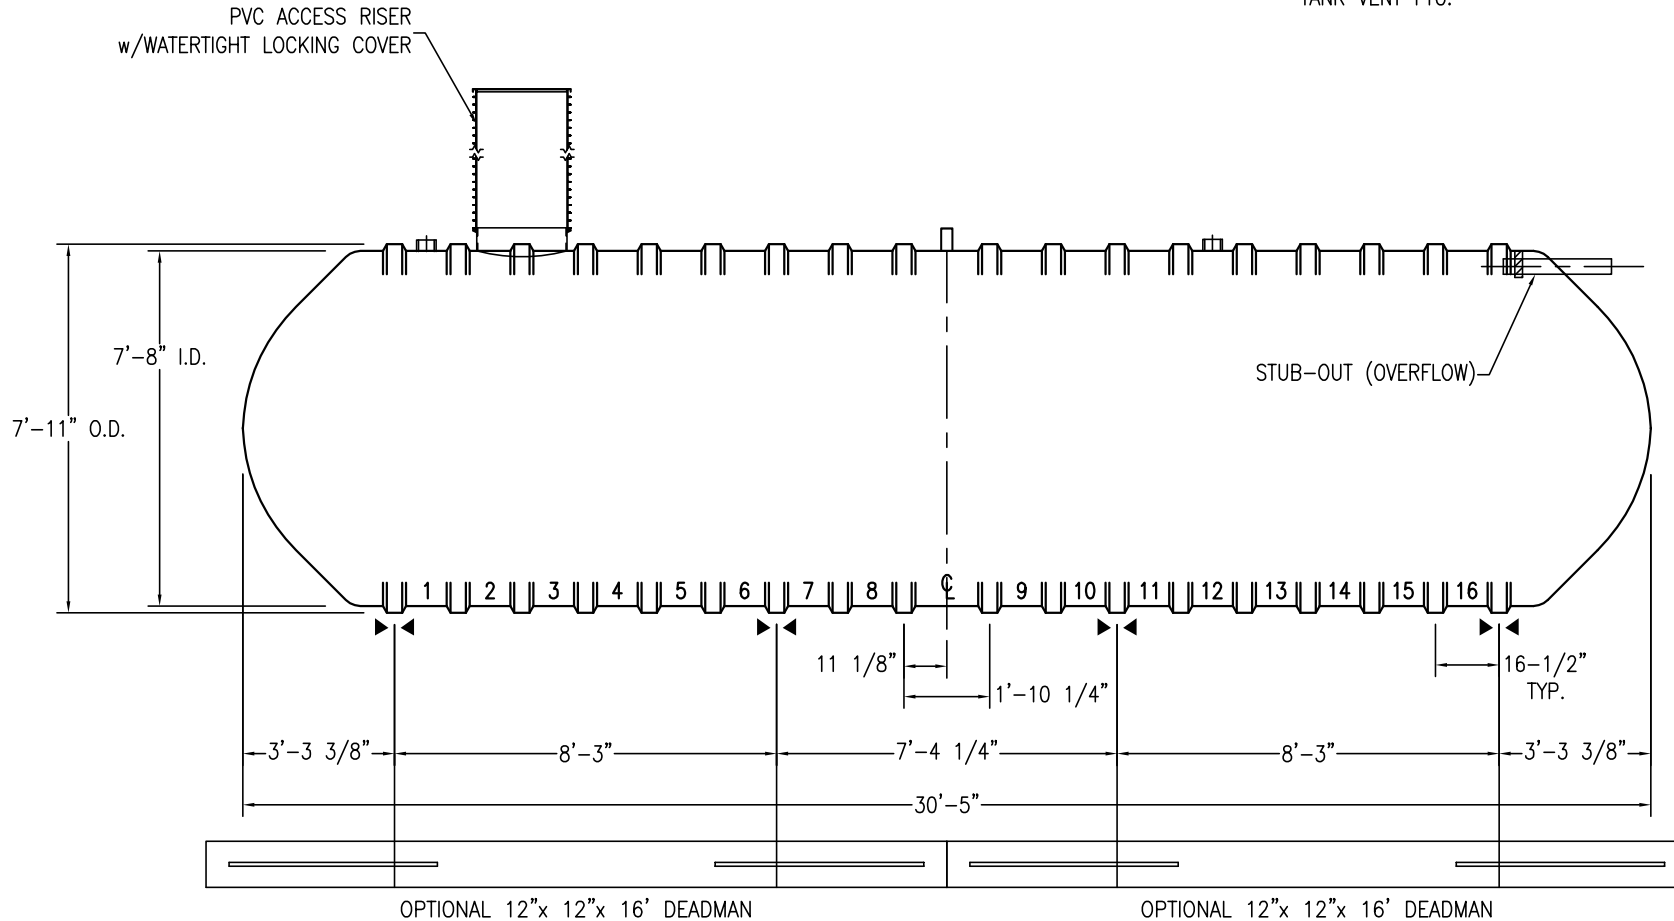 TANK VENT FTG.
PVC ACCESS RISER
w/WATERTIGHT LOCKING COVER
7'-8" I.D.
STUB-OUT (OVERFLOW)
7'-11" O.D.
1 2 3 4 5 6 7 8 ℄ 9 10 11 12 13 14 15 16
11 1/8"
16-1/2"
TYP.
1'-10 1/4"
3'-3 3/8" 8'-3" 7'-4 1/4" 8'-3" 3'-3 3/8"
30'-5"
OPTIONAL 12"x 12"x 16' DEADMAN
OPTIONAL 12"x 12"x 16' DEADMAN